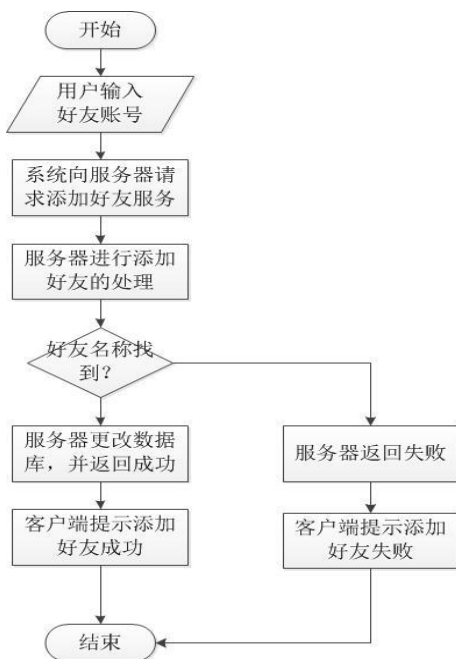 开始
用户输入
好友账号
系统向服务器请
求添加好友服务
服务器进行添加
好友的处理
好友名称找
到?
服务器更改数据
库，并返回成功
服务器返回失败
客户端提示添加
好友成功
客户端提示添加
好友失败
结束